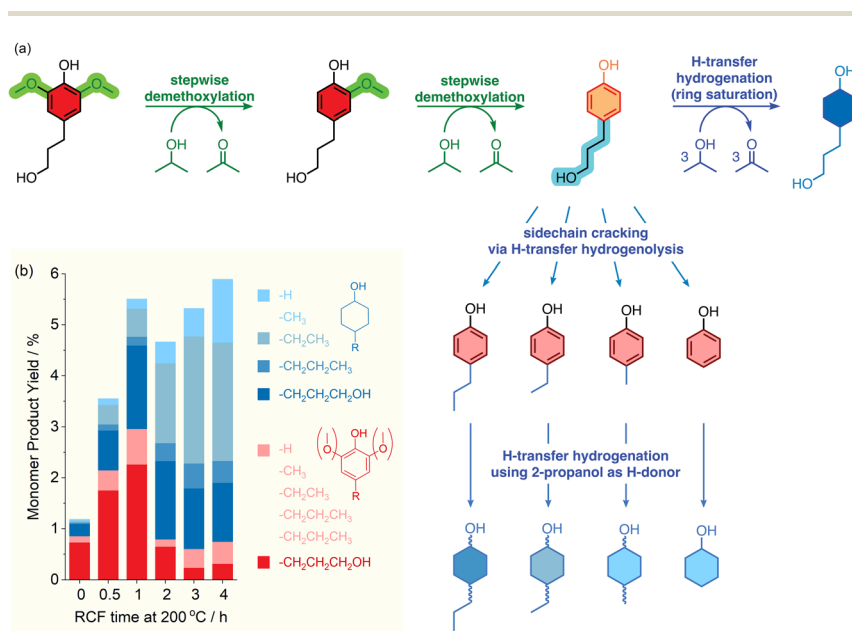 (a)
OH
O
O
HO
stepwise
demethoxylation
OH
O
OH
O
HO
stepwise
demethoxylation
OH
O
OH
HO
H-transfer
hydrogenation
(ring saturation)
3 OH
3 O
OH
HO
sidechain cracking
via H-transfer hydrogenolysis
OH
OH
OH
OH
H-transfer hydrogenation
using 2-propanol as H-donor
OH
OH
OH
OH
(b)
Monomer Product Yield / %
6
5
4
3
2
1
0
0 0.5 1 2 3 4
RCF time at 200 °C / h
-H
-CH₃
-CH₂CH₃
-CH₂CH₂CH₃
-CH₂CH₂CH₂OH
OH
R
-H
-CH₃
-CH₂CH₃
-CH₂CH₂CH₃
-CH₂CH₂CH₃
-CH₂CH₂CH₂OH
(O) OH (O)
R